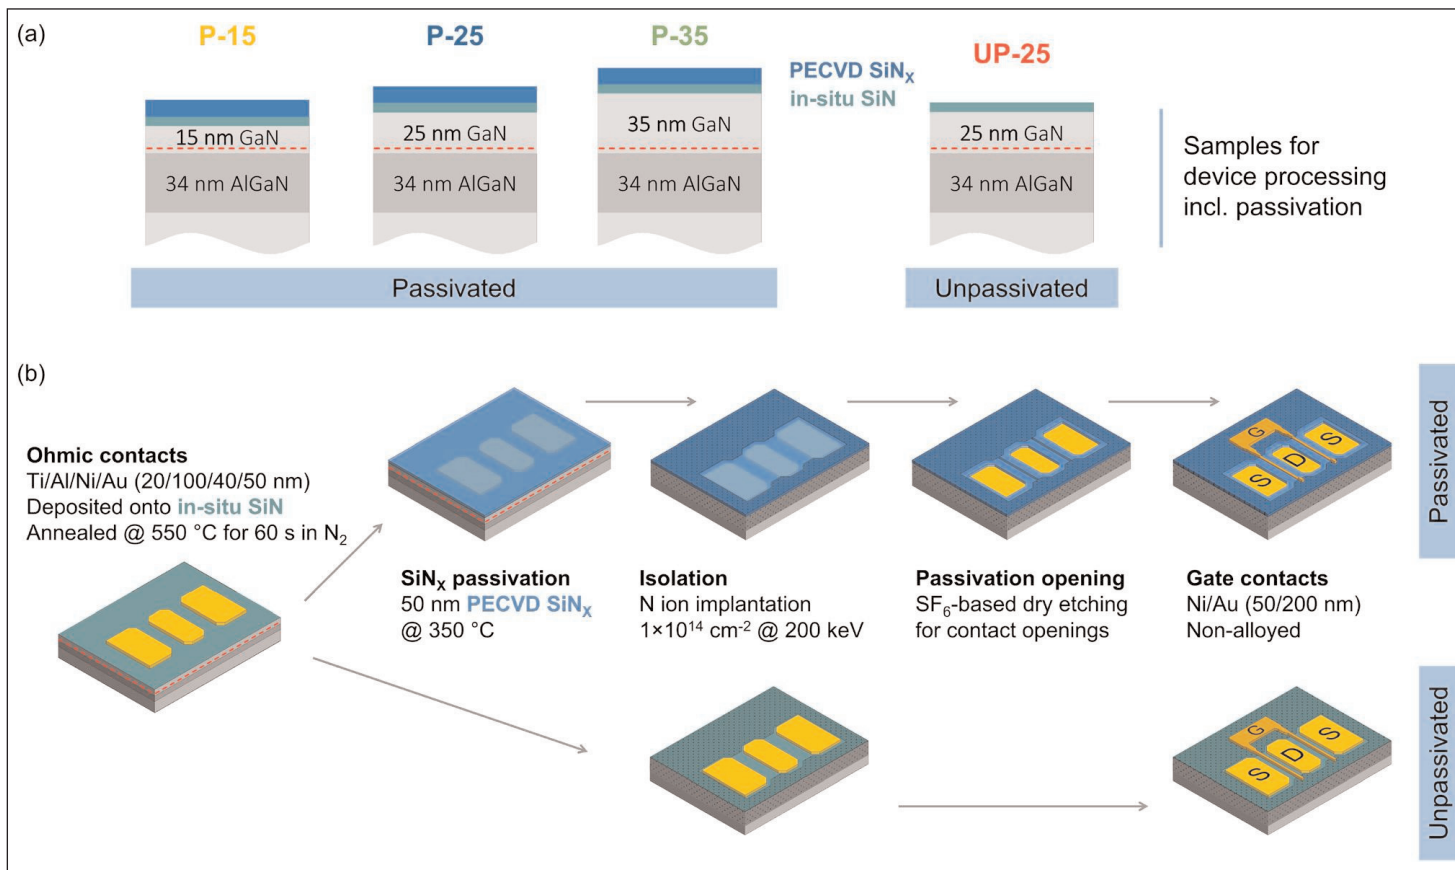 (a)
P-15
P-25
P-35
UP-25
PECVD SiNX
in-situ SiN
15 nm GaN
25 nm GaN
35 nm GaN
25 nm GaN
34 nm AlGaN
34 nm AlGaN
34 nm AlGaN
34 nm AlGaN
Samples for
device processing
incl. passivation
Passivated
Unpassivated
(b)
Ohmic contacts
Ti/Al/Ni/Au (20/100/40/50 nm)
Deposited onto in-situ SiN
Annealed @ 550 °C for 60 s in N2
SiNX passivation
50 nm PECVD SiNX
@ 350 °C
Isolation
N ion implantation
1×10¹⁴ cm⁻² @ 200 keV
Passivation opening
SF6-based dry etching
for contact openings
G
S
D
S
Gate contacts
Ni/Au (50/200 nm)
Non-alloyed
Passivated
G
S
D
S
Unpassivated